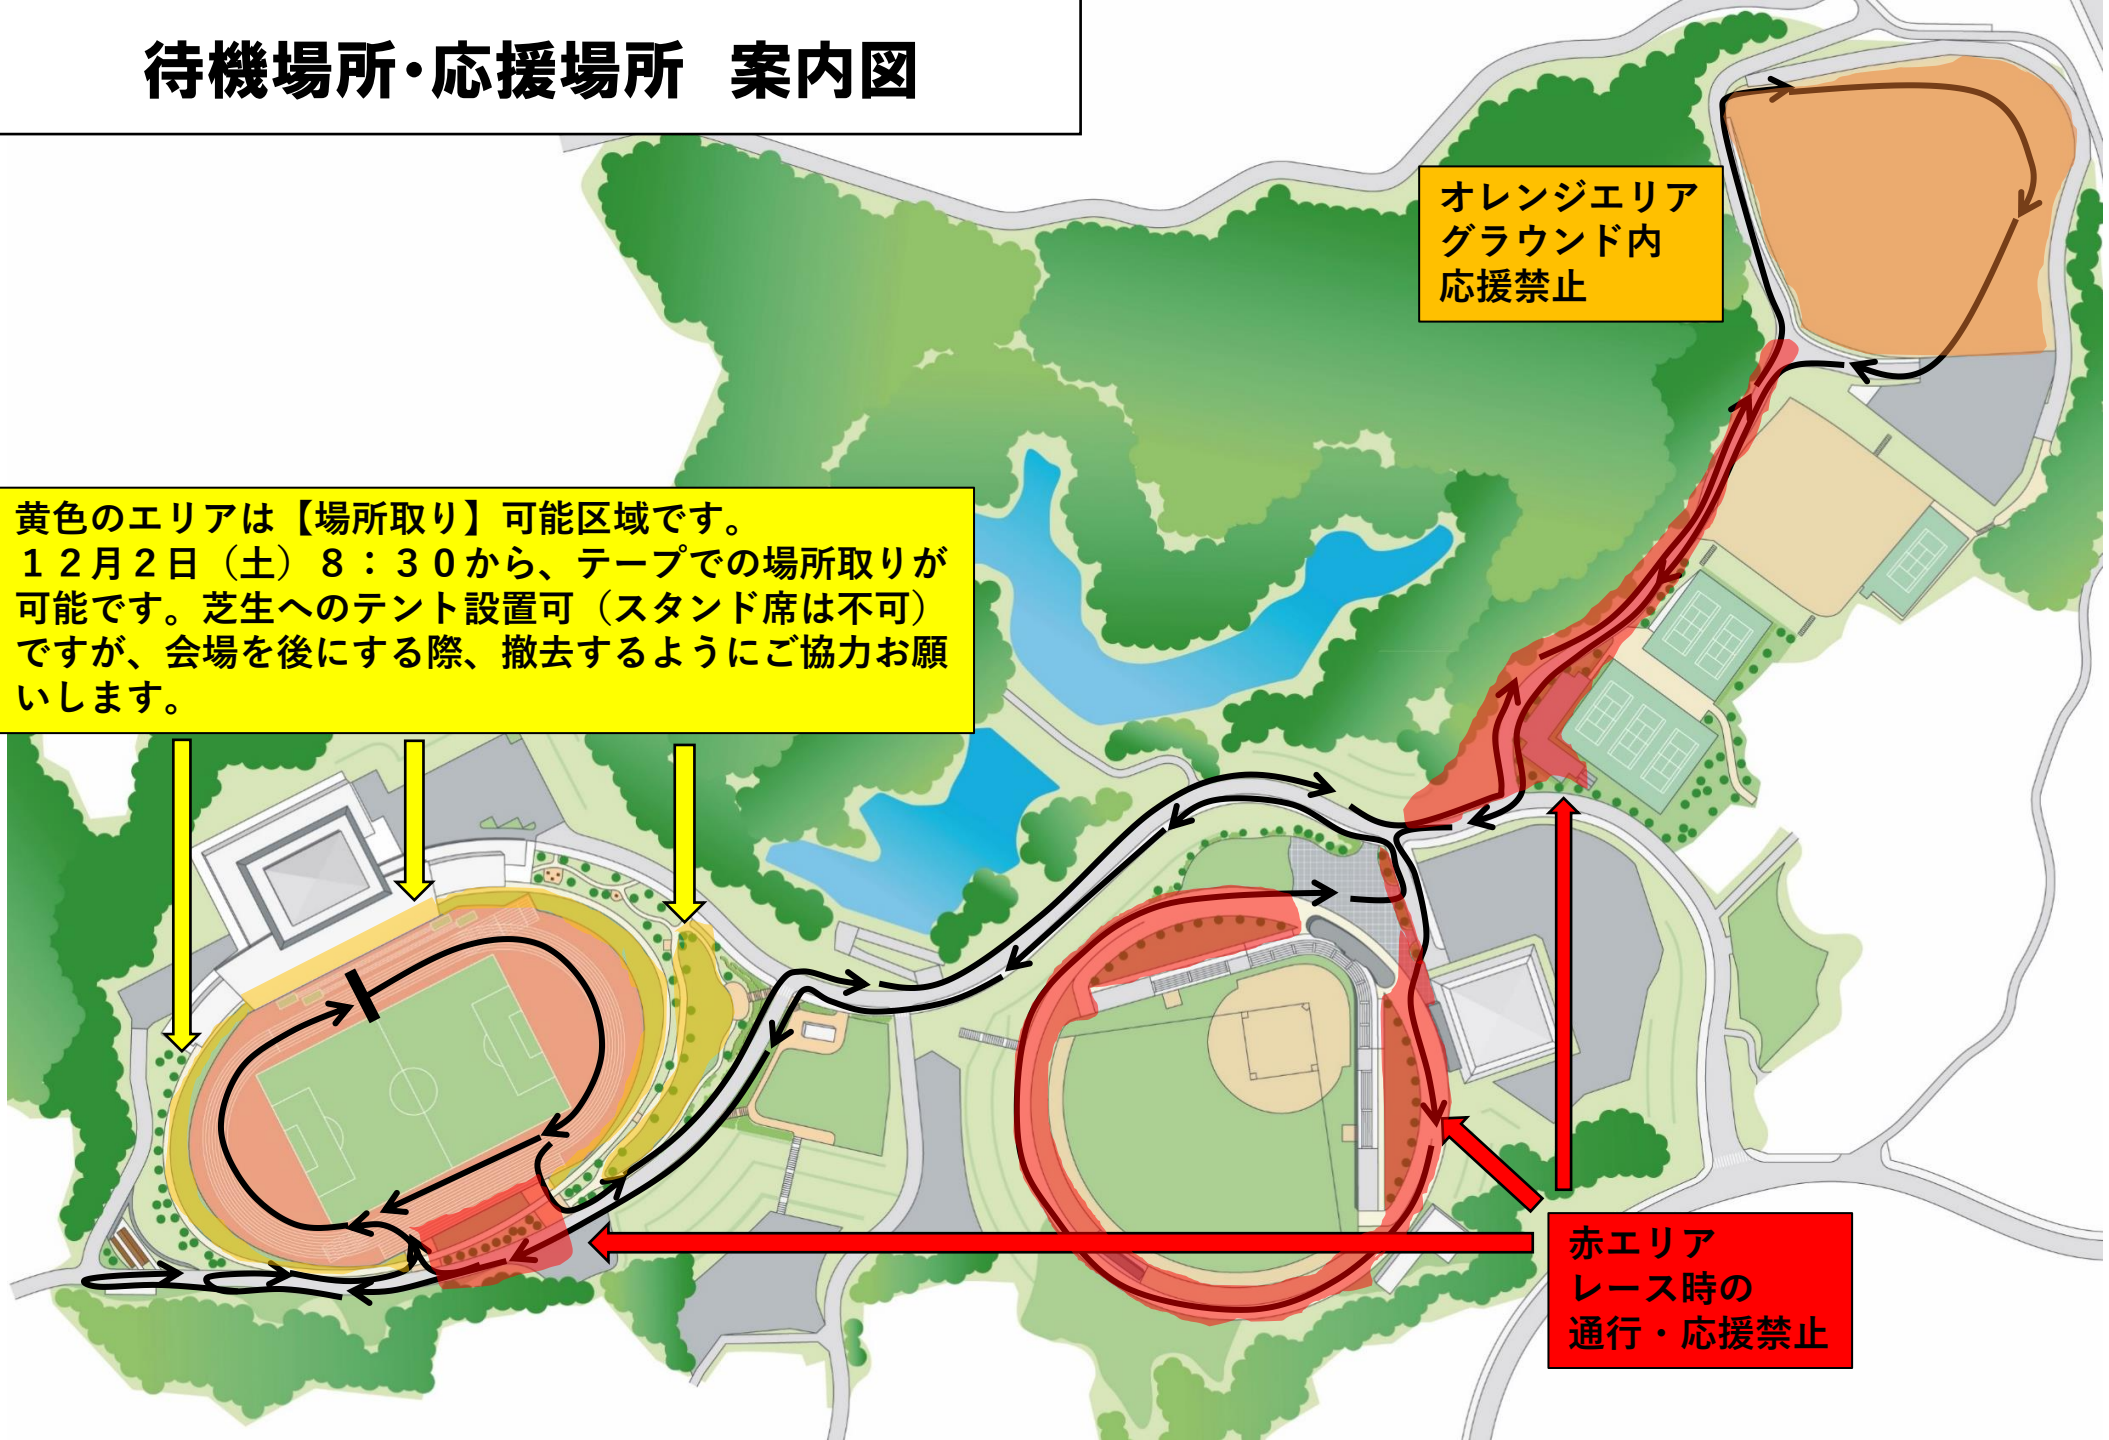 待機場所・応援場所　案内図
オレンジエリア
グラウンド内
応援禁止
黄色のエリアは【場所取り】可能区域です。
１２月２日（土）８：３０から、テープでの場所取りが
可能です。芝生へのテント設置可（スタンド席は不可）
ですが、会場を後にする際、撤去するようにご協力お願
いします。
赤エリア
レース時の
通行・応援禁止